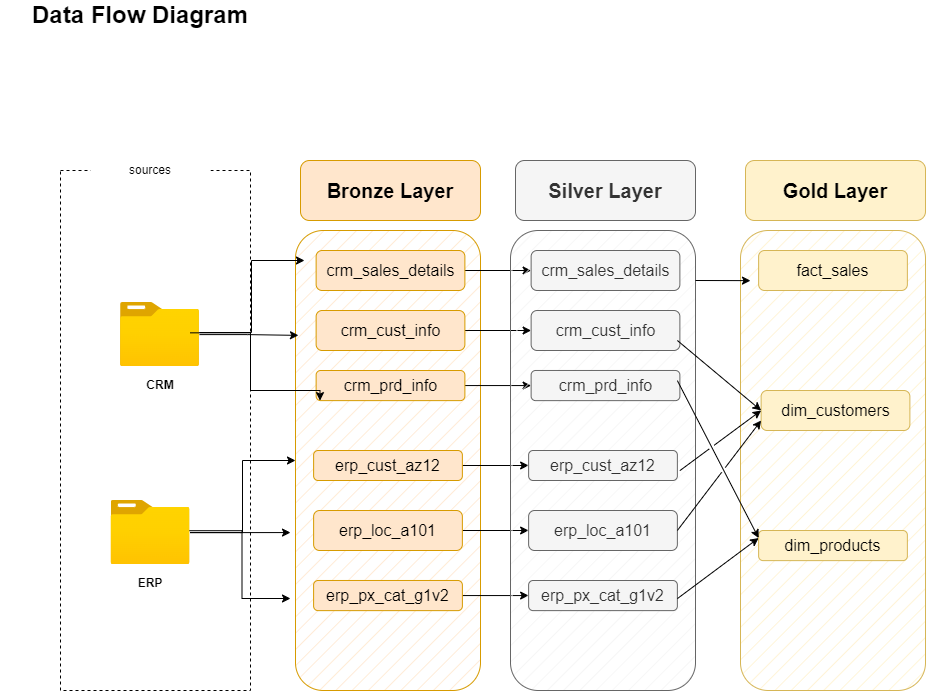 Data Flow Diagram
sources
Bronze Layer
Silver Layer
Gold Layer
crm_sales_details
crm_sales_details
fact_sales
crm_cust_info
crm_cust_info
CRM
crm_prd_info
crm_prd_info
dim_customers
erp_cust_az12
erp_cust_az12
erp_loc_a101
erp_loc_a101
dim_products
ERP
erp_px_cat_g1v2
erp_px_cat_g1v2